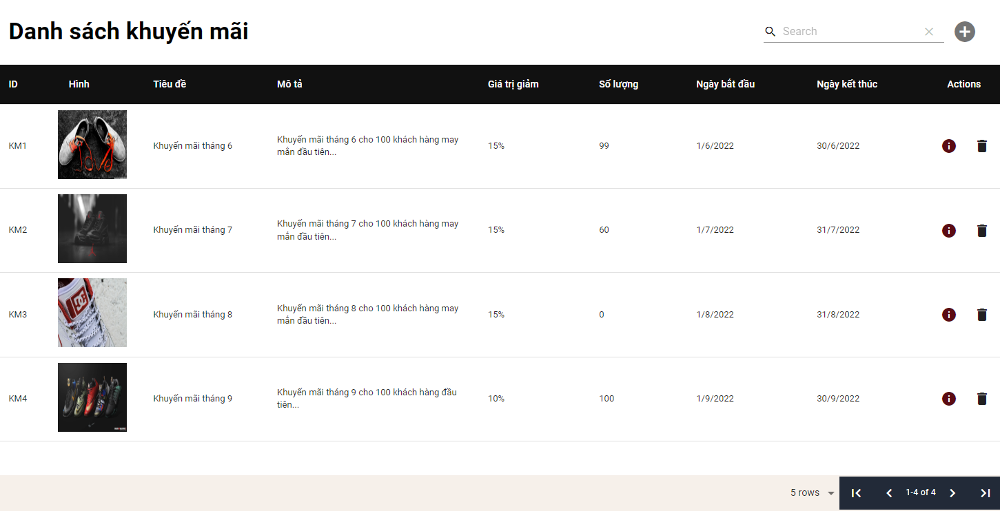 Danh sách khuyến mãi
Search
ID Hình Tiêu đề Mô tả Giá trị giảm Số lượng Ngày bắt đầu Ngày kết thúc Actions
KM1 Khuyến mãi tháng 6 Khuyến mãi tháng 6 cho 100 khách hàng may 15% 99 1/6/2022 30/6/2022
mắn đầu tiên...
KM2 Khuyến mãi tháng 7 Khuyến mãi tháng 7 cho 100 khách hàng may 15% 60 1/7/2022 31/7/2022
mắn đầu tiên...
KM3 Khuyến mãi tháng 8 Khuyến mãi tháng 8 cho 100 khách hàng may 15% 0 1/8/2022 31/8/2022
mắn đầu tiên...
KM4 Khuyến mãi tháng 9 Khuyến mãi tháng 9 cho 100 khách hàng đầu 10% 100 1/9/2022 30/9/2022
tiên...
5 rows 1-4 of 4